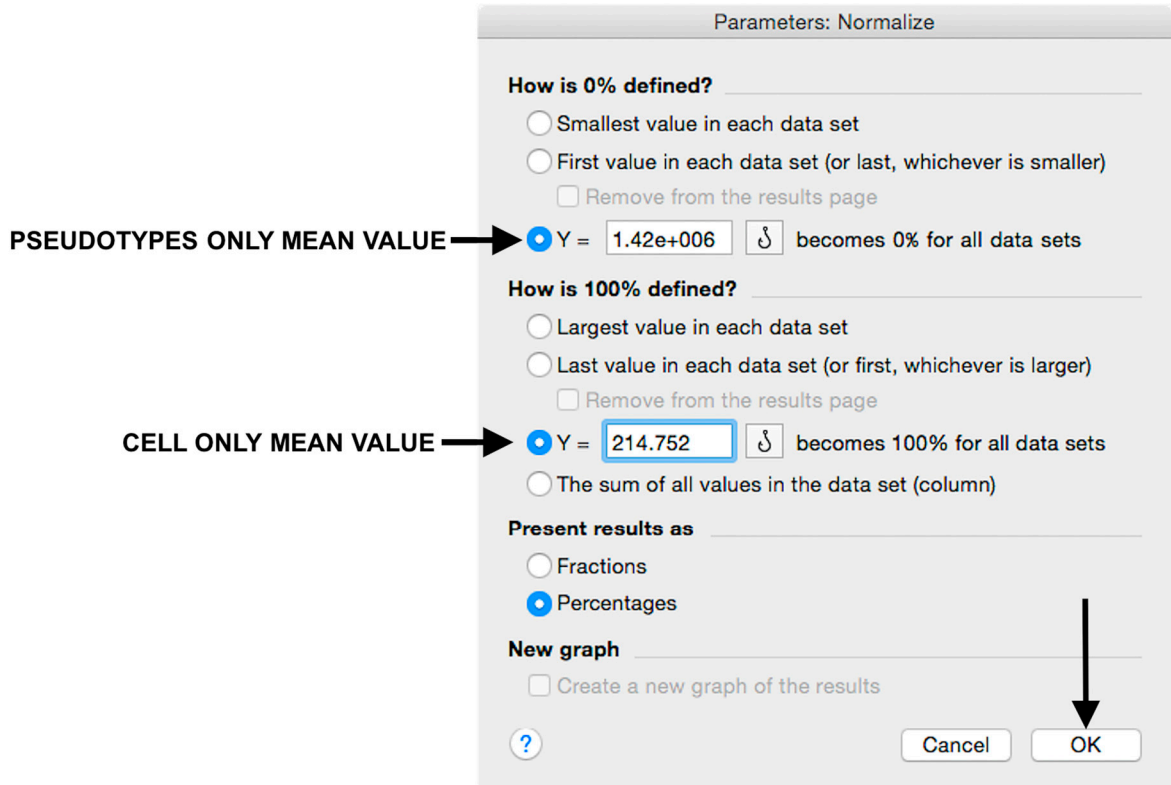 Parameters: Normalize
How is 0% defined?
Smallest value in each data set
First value in each data set (or last, whichever is smaller)
Remove from the results page
PSEUDOTYPES ONLY MEAN VALUE Y = 1.42e+006 becomes 0% for all data sets
How is 100% defined?
Largest value in each data set
Last value in each data set (or first, whichever is larger)
Remove from the results page
CELL ONLY MEAN VALUE Y = 214.752 becomes 100% for all data sets
The sum of all values in the data set (column)
Present results as
Fractions
Percentages
New graph
Create a new graph of the results
? Cancel OK